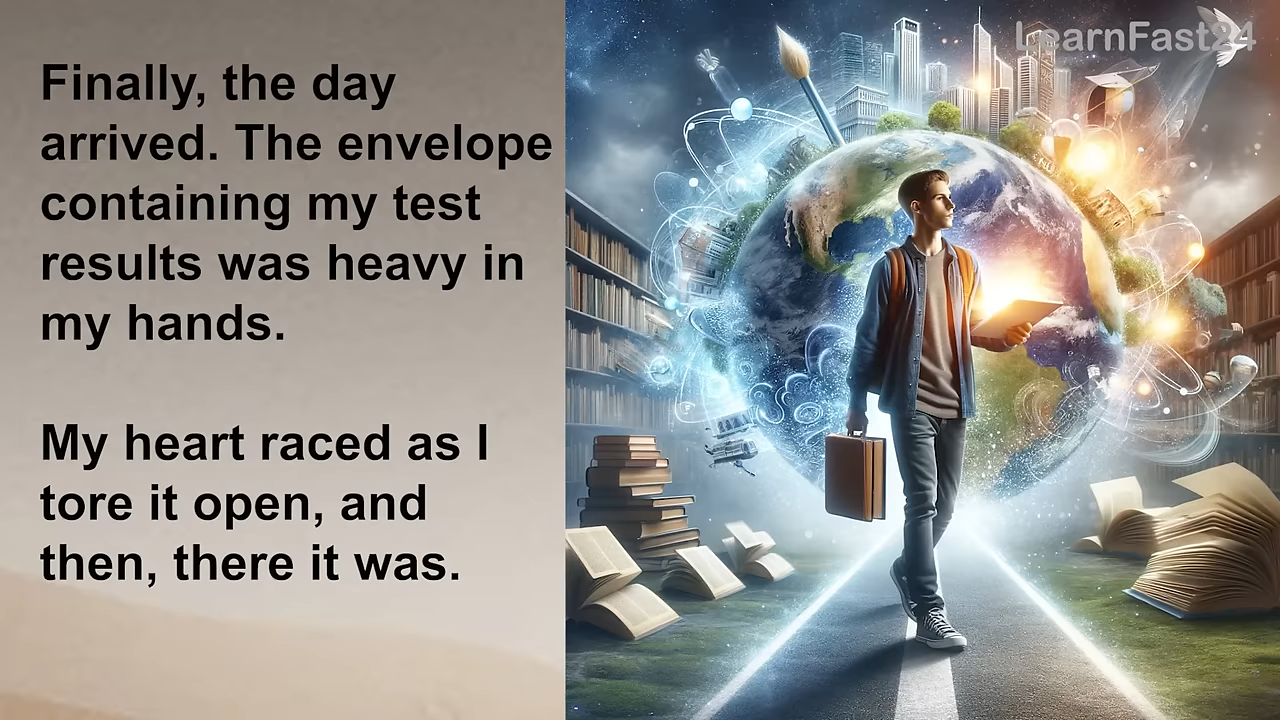 Finally, the day
arrived. The envelope
containing my test
results was heavy in
my hands.
My heart raced as I
tore it open, and
then, there it was.
LearnFast24